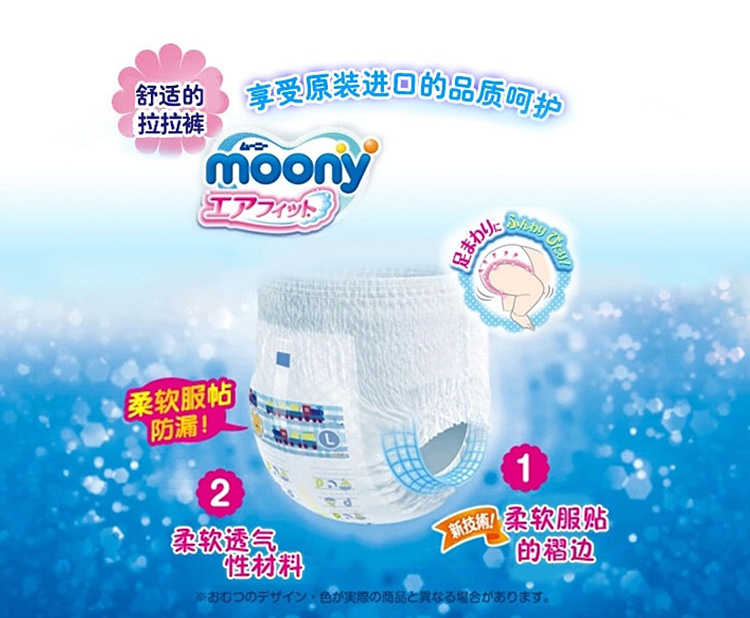 舒适的
拉拉裤
享受原装进口的品质呵护
ムーニー
moony
エアフィット
足まわりに ふんわり ぴたり!
柔软服帖
防漏!
L
1
新技術!
柔软服贴
的褶边
2
柔软透气
性材料
※おむつのデザイン・色が実際の商品と異なる場合があります。